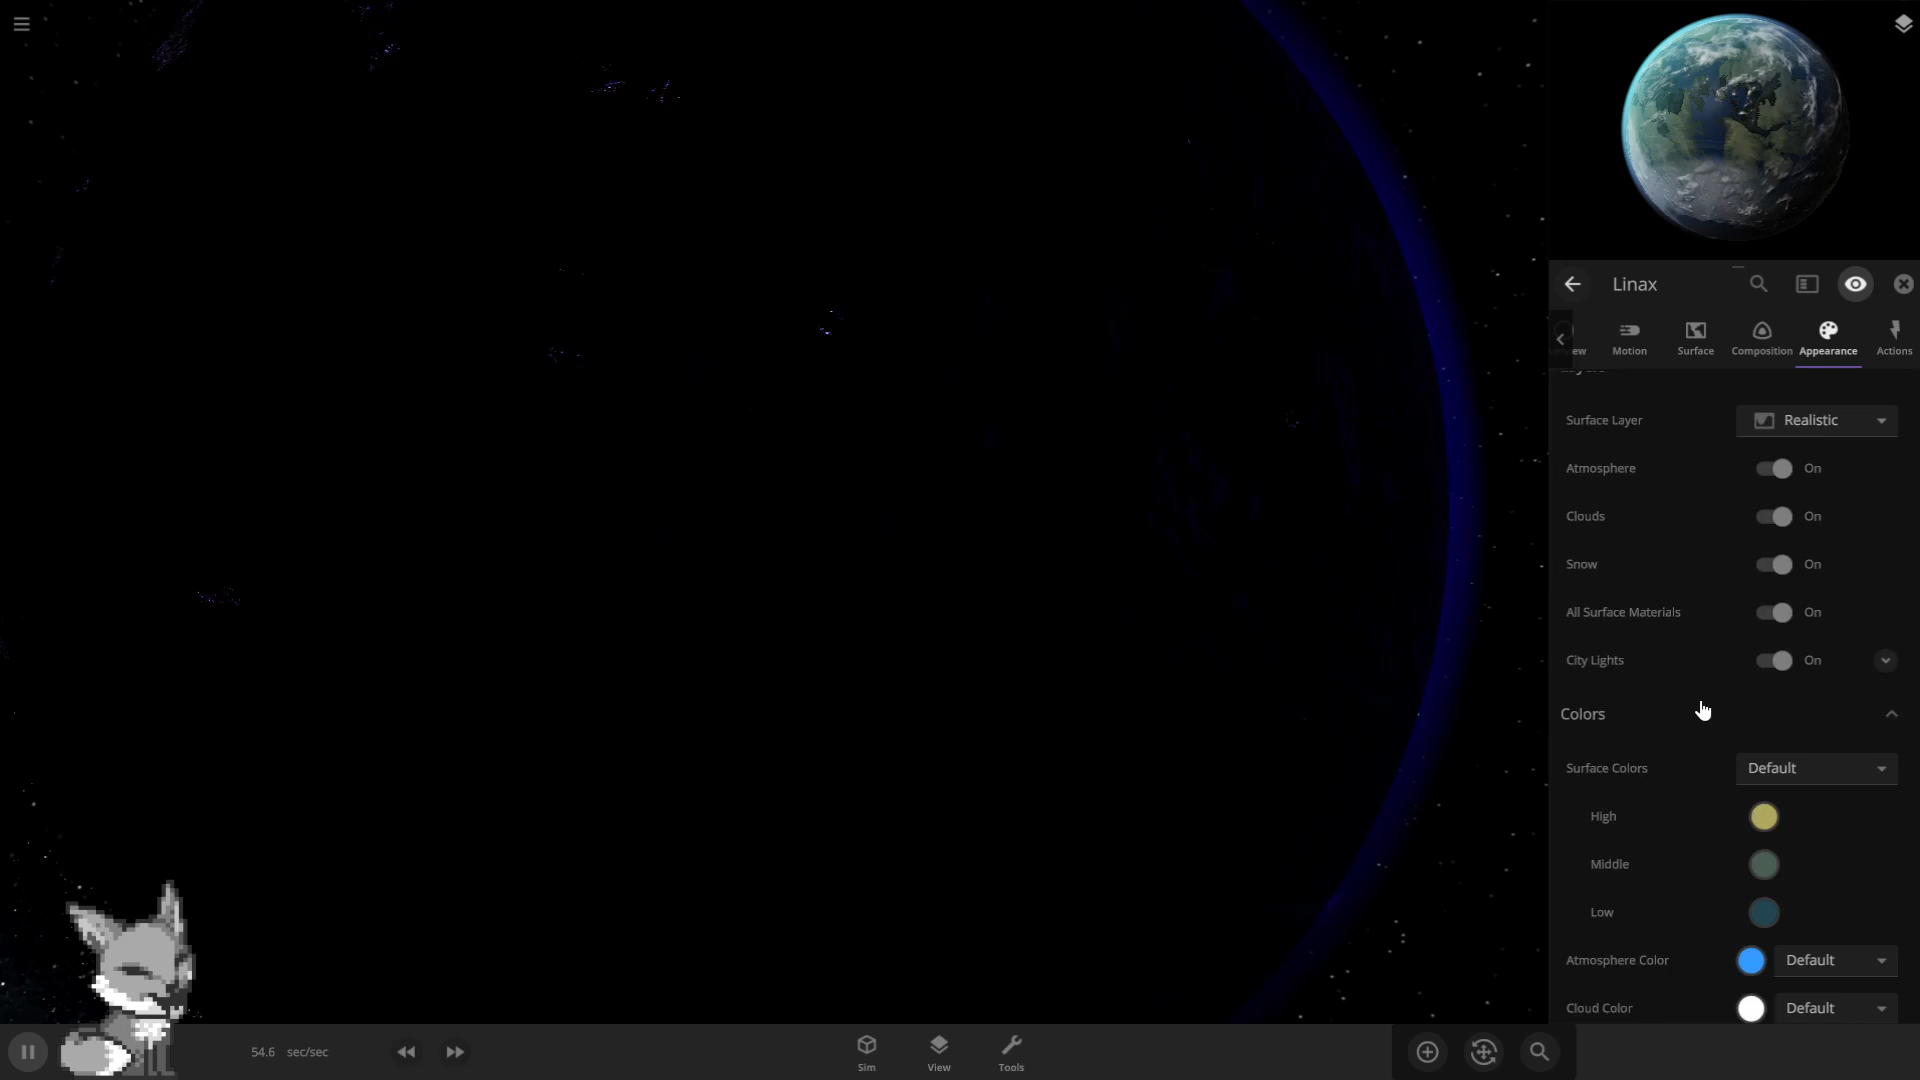 Linax
Motion
Surface
Composition
Appearance
Actions
Surface Layer
Realistic
Atmosphere
On
Clouds
On
Snow
On
All Surface Materials
On
City Lights
On
Colors
Surface Colors
Default
High
Middle
Low
Atmosphere Color
Default
Cloud Color
Default
54.6 sec/sec
Sim
View
Tools